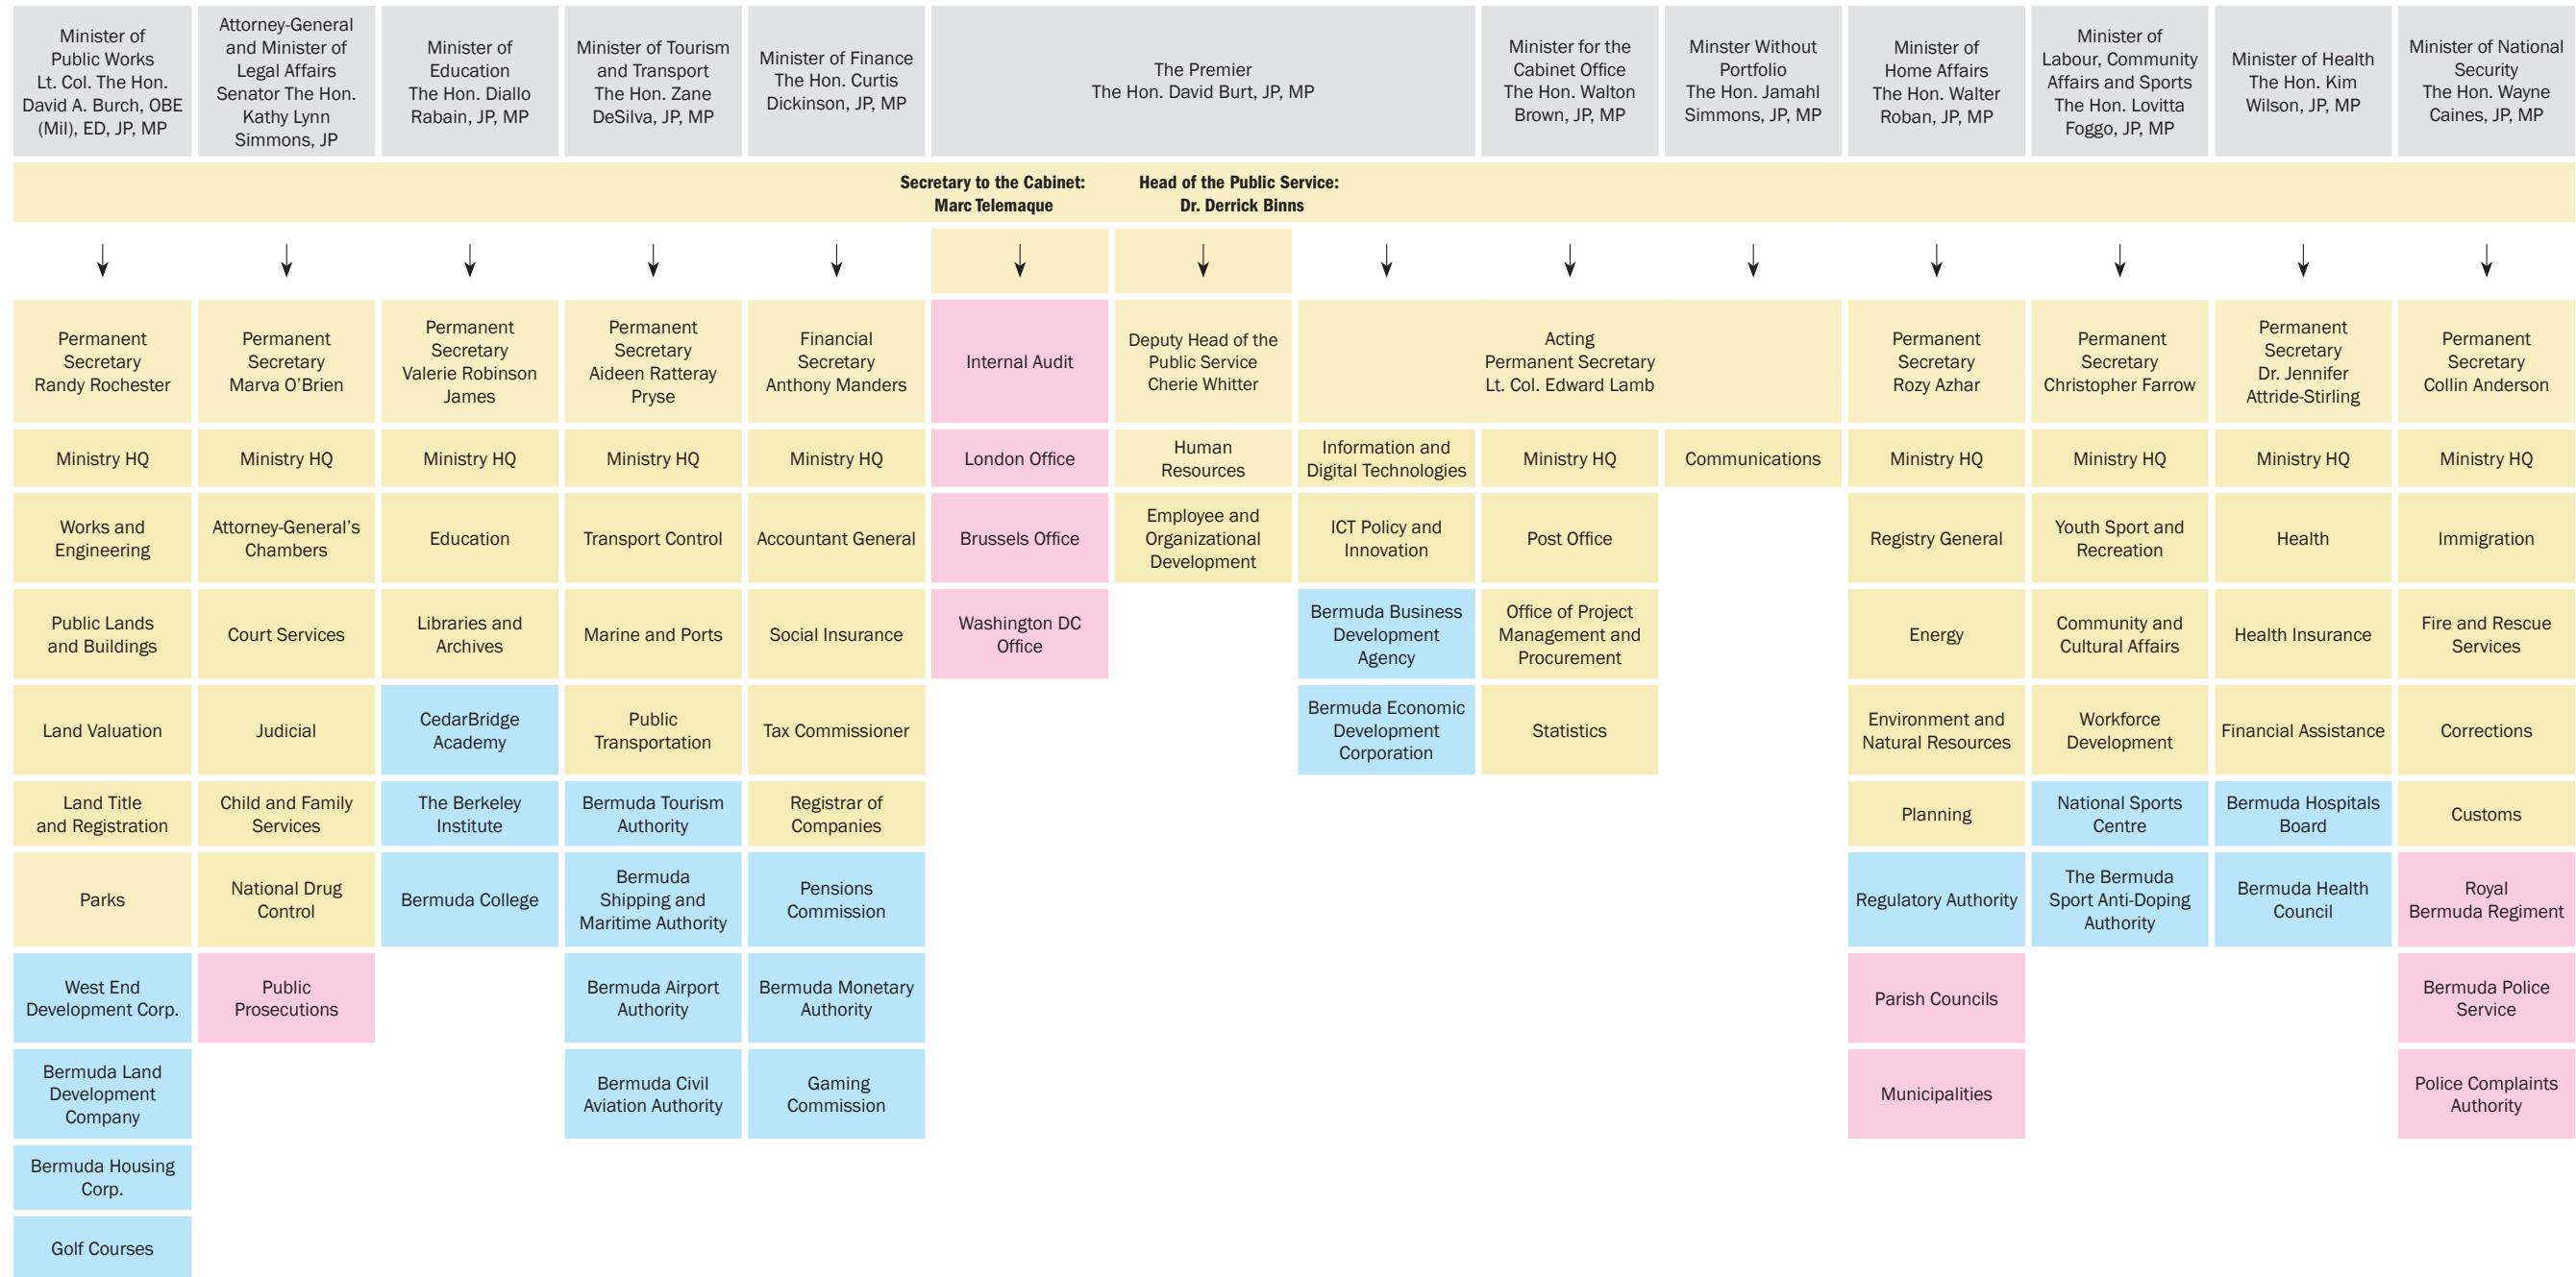 Minister of
Public Works
Lt. Col. The Hon.
David A. Burch, OBE
(Mil), ED, JP, MP
Attorney-General
and Minister of
Legal Affairs
Senator The Hon.
Kathy Lynn
Simmons, JP
Minister of
Education
The Hon. Diallo
Rabain, JP, MP
Minister of Tourism
and Transport
The Hon. Zane
DeSilva, JP, MP
Minister of Finance
The Hon. Curtis
Dickinson, JP, MP
The Premier
The Hon. David Burt, JP, MP
Minister for the
Cabinet Office
The Hon. Walton
Brown, JP, MP
Minster Without
Portfolio
The Hon. Jamahl
Simmons, JP, MP
Minister of
Home Affairs
The Hon. Walter
Roban, JP, MP
Minister of
Labour, Community
Affairs and Sports
The Hon. Lovitta
Foggo, JP, MP
Minister of Health
The Hon. Kim
Wilson, JP, MP
Minister of National
Security
The Hon. Wayne
Caines, JP, MP
Secretary to the Cabinet:
Marc Telemaque
Head of the Public Service:
Dr. Derrick Binns
Permanent
Secretary
Randy Rochester
Permanent
Secretary
Marva O'Brien
Permanent
Secretary
Valerie Robinson
James
Permanent
Secretary
Aideen Ratteray
Pryse
Financial
Secretary
Anthony Manders
Internal Audit
Deputy Head of the
Public Service
Cherie Whitter
Acting
Permanent Secretary
Lt. Col. Edward Lamb
Permanent
Secretary
Rozy Azhar
Permanent
Secretary
Christopher Farrow
Permanent
Secretary
Dr. Jennifer
Attride-Stirling
Permanent
Secretary
Collin Anderson
Ministry HQ
Ministry HQ
Ministry HQ
Ministry HQ
Ministry HQ
London Office
Human
Resources
Information and
Digital Technologies
Ministry HQ
Communications
Ministry HQ
Ministry HQ
Ministry HQ
Ministry HQ
Works and
Engineering
Attorney-General's
Chambers
Education
Transport Control
Accountant General
Brussels Office
Employee and
Organizational
Development
ICT Policy and
Innovation
Post Office
Registry General
Youth Sport and
Recreation
Health
Immigration
Public Lands
and Buildings
Court Services
Libraries and
Archives
Marine and Ports
Social Insurance
Washington DC
Office
Bermuda Business
Development
Agency
Office of Project
Management and
Procurement
Energy
Community and
Cultural Affairs
Health Insurance
Fire and Rescue
Services
Land Valuation
Judicial
CedarBridge
Academy
Public
Transportation
Tax Commissioner
Bermuda Economic
Development
Corporation
Statistics
Environment and
Natural Resources
Workforce
Development
Financial Assistance
Corrections
Land Title
and Registration
Child and Family
Services
The Berkeley
Institute
Bermuda Tourism
Authority
Registrar of
Companies
Planning
National Sports
Centre
Bermuda Hospitals
Board
Customs
Parks
National Drug
Control
Bermuda College
Bermuda
Shipping and
Maritime Authority
Pensions
Commission
Regulatory Authority
The Bermuda
Sport Anti-Doping
Authority
Bermuda Health
Council
Royal
Bermuda Regiment
West End
Development Corp.
Public
Prosecutions
Bermuda Airport
Authority
Bermuda Monetary
Authority
Parish Councils
Bermuda Police
Service
Bermuda Land
Development
Company
Bermuda Civil
Aviation Authority
Gaming
Commission
Municipalities
Police Complaints
Authority
Bermuda Housing
Corp.
Golf Courses